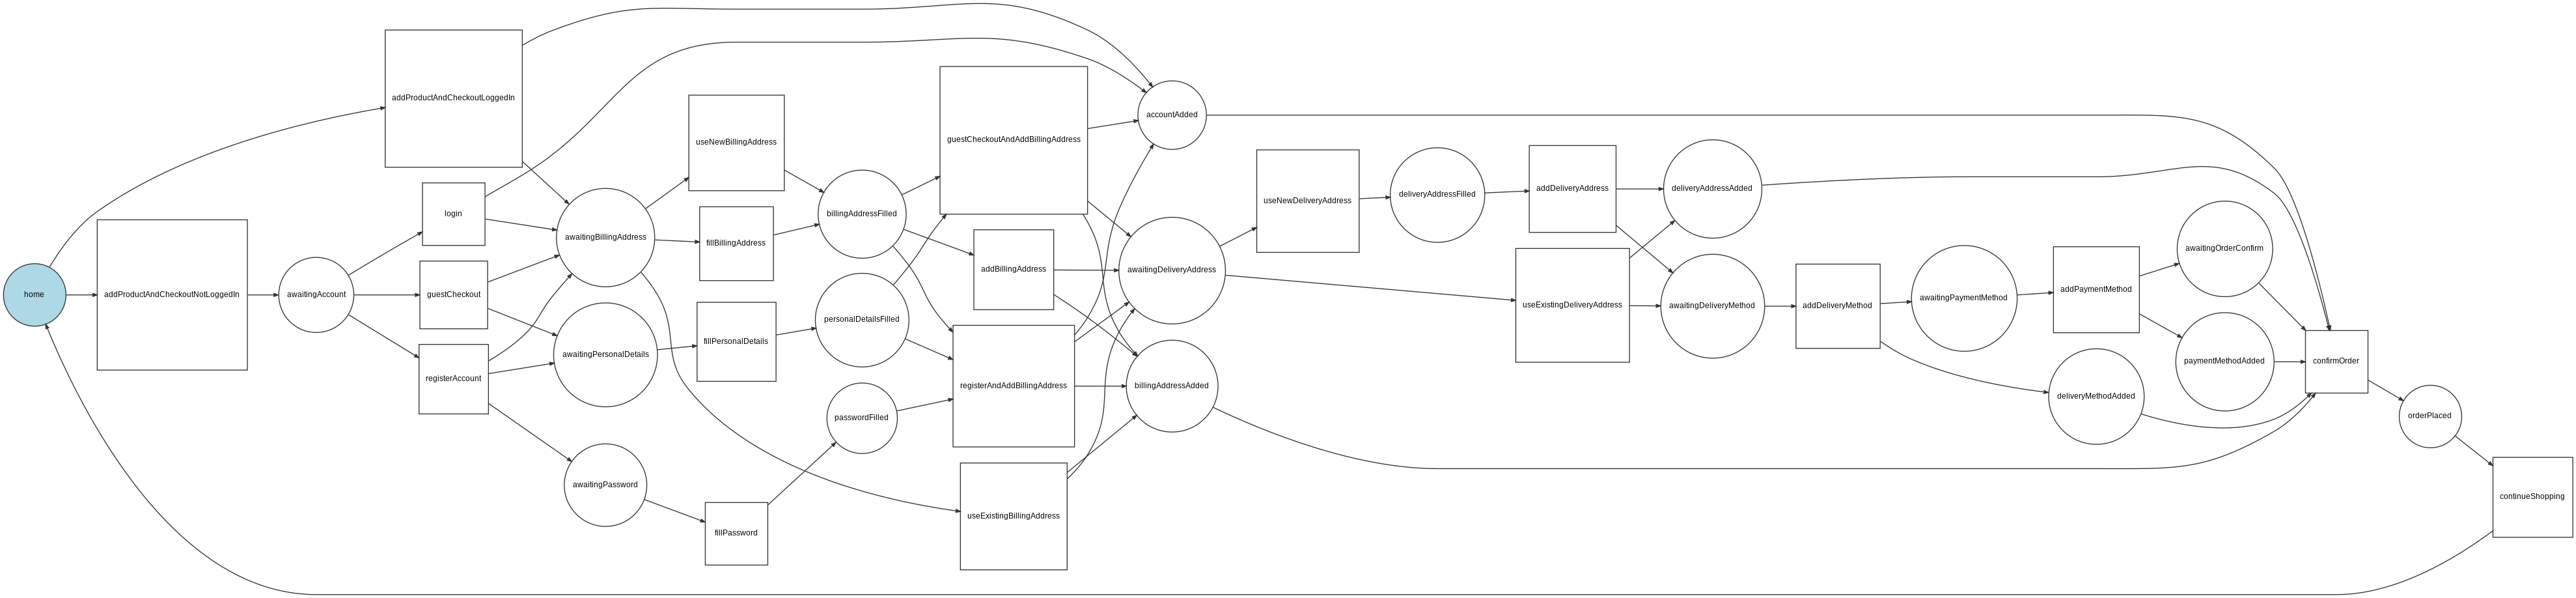 home
addProductAndCheckoutNotLoggedIn
awaitingAccount
addProductAndCheckoutLoggedIn
login
guestCheckout
registerAccount
awaitingBillingAddress
awaitingPersonalDetails
awaitingPassword
useNewBillingAddress
fillBillingAddress
fillPersonalDetails
fillPassword
billingAddressFilled
personalDetailsFilled
passwordFilled
guestCheckoutAndAddBillingAddress
addBillingAddress
registerAndAddBillingAddress
useExistingBillingAddress
accountAdded
awaitingDeliveryAddress
billingAddressAdded
useNewDeliveryAddress
deliveryAddressFilled
addDeliveryAddress
useExistingDeliveryAddress
deliveryAddressAdded
awaitingDeliveryMethod
addDeliveryMethod
awaitingPaymentMethod
addPaymentMethod
deliveryMethodAdded
awaitingOrderConfirm
paymentMethodAdded
confirmOrder
orderPlaced
continueShopping